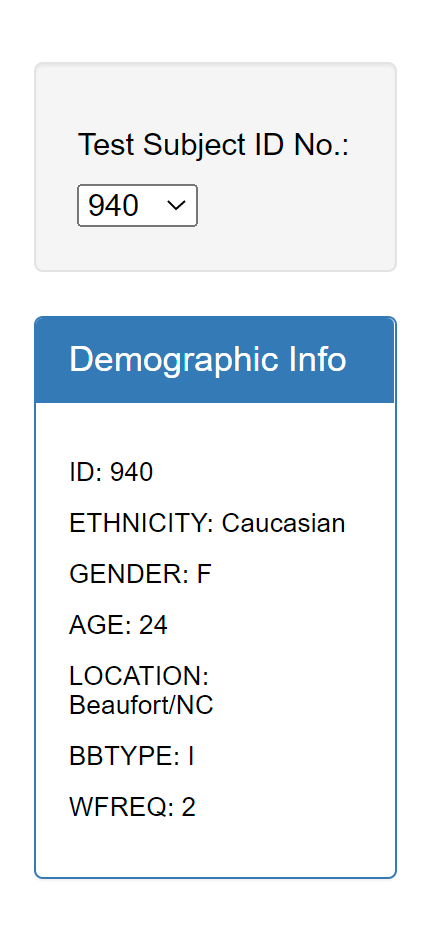 Test Subject ID No.:
940
Demographic Info
ID: 940
ETHNICITY: Caucasian
GENDER: F
AGE: 24
LOCATION:
Beaufort/NC
BBTYPE: I
WFREQ: 2